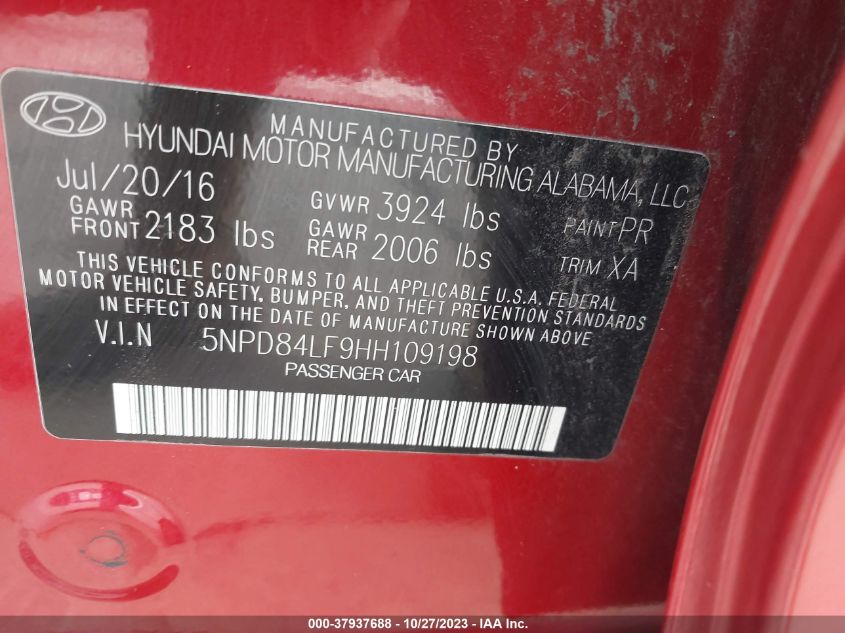 MANUFACTURED BY
HYUNDAI MOTOR MANUFACTURING ALABAMA, LLC
Jul/20/16 GVWR 3924 lbs PAINT PR
GAWR FRONT 2183 lbs GAWR REAR 2006 lbs TRIM XA
THIS VEHICLE CONFORMS TO ALL APPLICABLE U.S.A. FEDERAL
MOTOR VEHICLE SAFETY, BUMPER, AND THEFT PREVENTION STANDARDS
IN EFFECT ON THE DATE OF MANUFACTURE SHOWN ABOVE
V.I.N 5NPD84LF9HH109198
PASSENGER CAR
000-37937688 - 10/27/2023 - IAAI.COM.